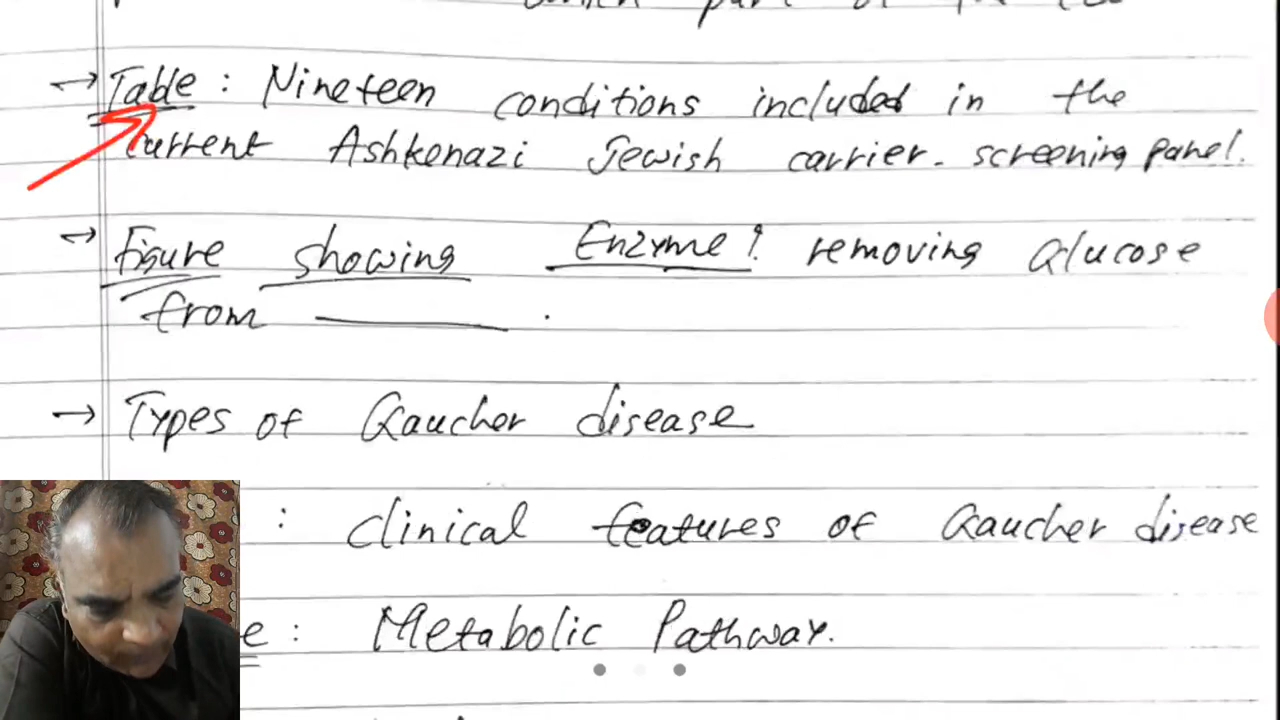 → Table : Nineteen conditions included in the
current Ashkenazi Jewish carrier - screening panel.
→ Figure showing Enzyme ? removing Glucose
from ______ .
→ Types of Gaucher disease
: Clinical features of Gaucher disease
e : Metabolic Pathway.